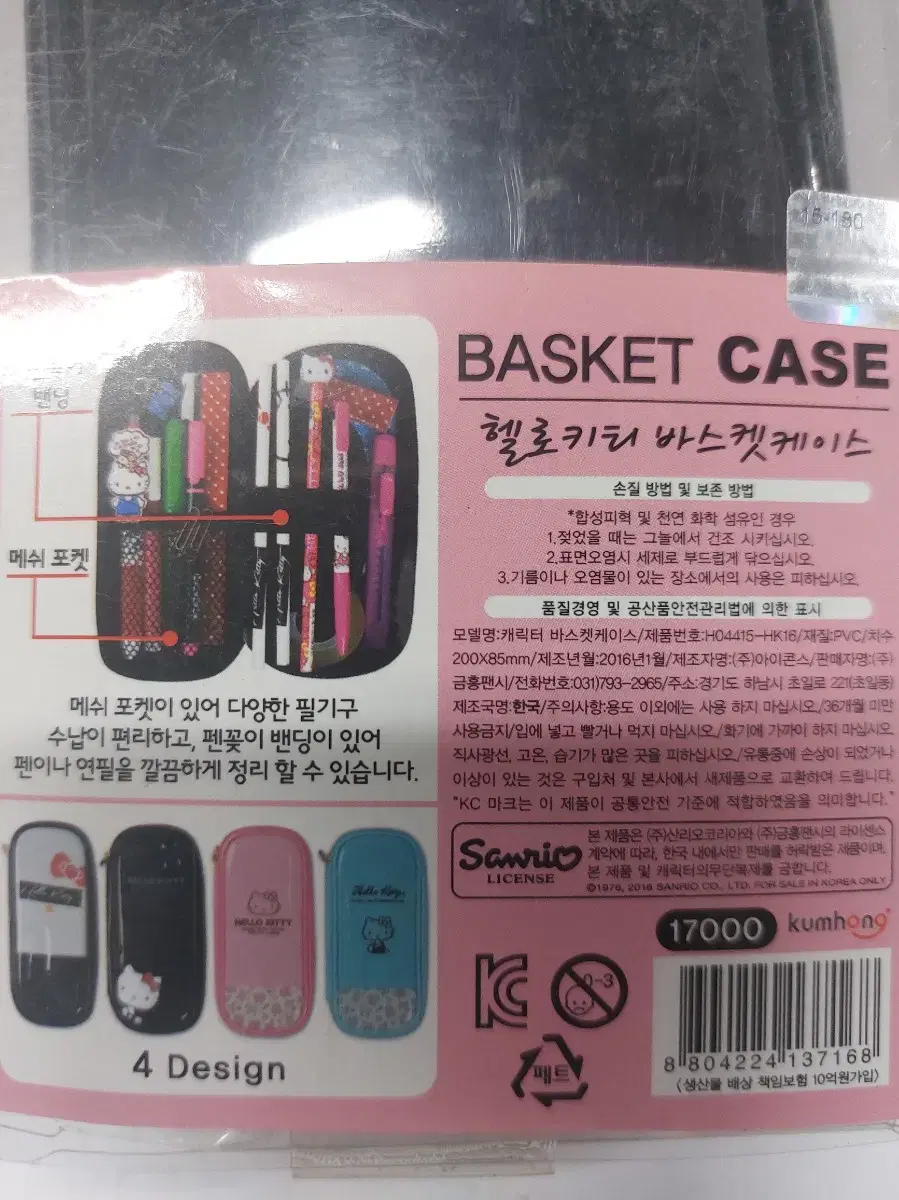 15-180
밴딩
메쉬 포켓
메쉬 포켓이 있어 다양한 필기구
수납이 편리하고, 펜꽂이 밴딩이 있어
펜이나 연필을 깔끔하게 정리 할 수 있습니다.
HELLO KITTY
Hello Kitty
4 Design
BASKET CASE
헬로키티 바스켓케이스
손질 방법 및 보존 방법
*합성피혁 및 천연 화학 섬유인 경우
1.젖었을 때는 그늘에서 건조 시키십시오.
2.표면오염시 세제로 부드럽게 닦으십시오.
3.기름이나 오염물이 있는 장소에서의 사용은 피하십시오.
품질경영 및 공산품안전관리법에 의한 표시
모델명:캐릭터 바스켓케이스/제품번호:H04415-HK16/재질:PVC/치수
200X85mm/제조년월:2016년1월/제조자명:(주)아이콘스/판매자명:(주)
금홍팬시/전화번호:031)793-2965/주소:경기도 하남시 초일로 221(초일동)
제조국명:한국/주의사항:용도 이외에는 사용 하지 마십시오./36개월 미만
사용금지/입에 넣고 빨거나 먹지 마십시오./화기에 가까이 하지 마십시오.
직사광선, 고온, 습기가 많은 곳을 피하십시오./유통중에 손상이 되었거나
이상이 있는 것은 구입처 및 본사에서 새제품으로 교환하여 드립니다.
"KC 마크는 이 제품이 공통안전 기준에 적합하였음을 의미합니다."
Sanrio
LICENSE
본 제품은 (주)산리오코리아와 (주)금홍팬시의 라이센스
계약에 따라, 한국 내에서만 판매를 허락받은 제품이며,
본 제품 및 캐릭터의무단복제를 금합니다.
©1976, 2016 SANRIO CO., LTD. FOR SALE IN KOREA ONLY
17000
kumhong
KC
0-3
페트
8 804224 137168
(생산물 배상 책임보험 10억원가입)